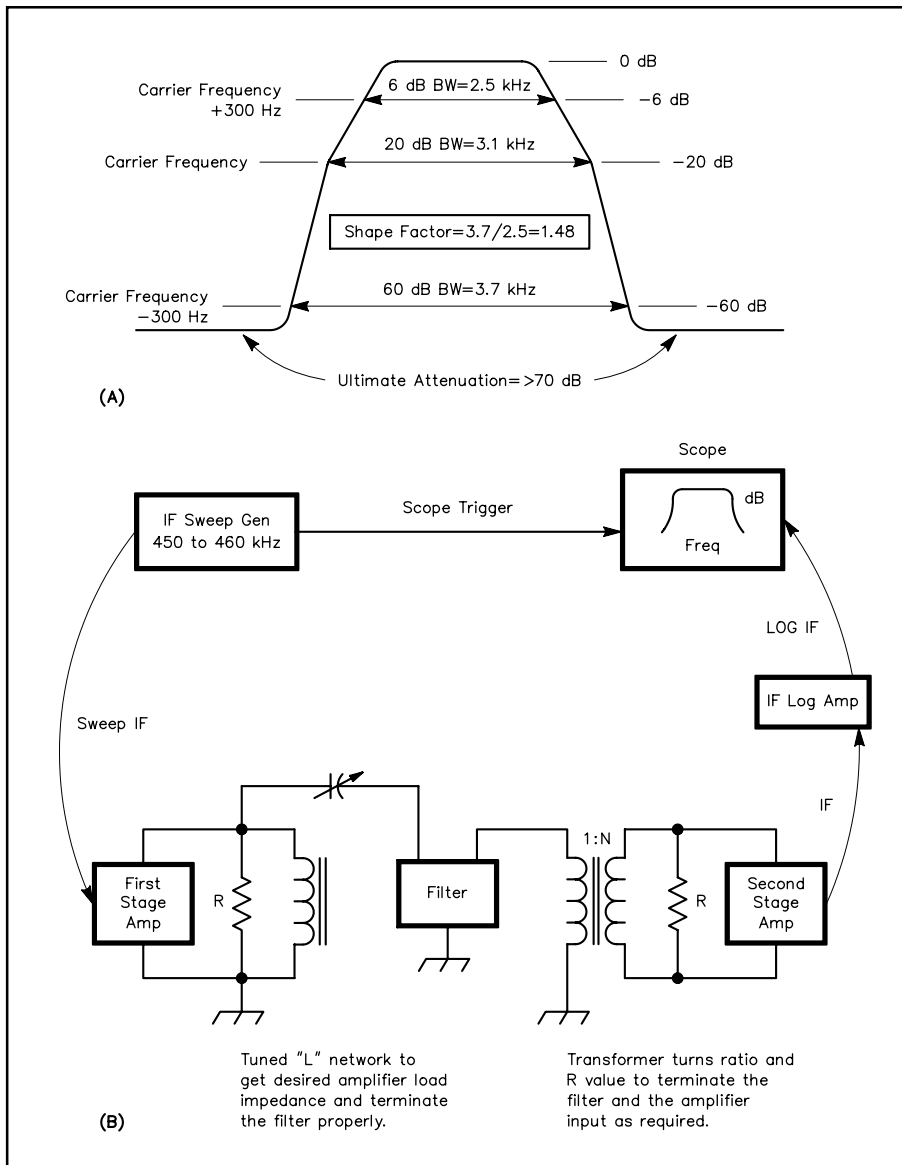 0 dB
Carrier Frequency
+300 Hz
6 dB BW=2.5 kHz
-6 dB
Carrier Frequency
20 dB BW=3.1 kHz
-20 dB
Shape Factor=3.7/2.5=1.48
Carrier Frequency
-300 Hz
60 dB BW=3.7 kHz
-60 dB
Ultimate Attenuation=>70 dB
(A)
Scope
IF Sweep Gen
450 to 460 kHz
Scope Trigger
dB
Freq
LOG IF
IF Log Amp
Sweep IF
IF
1:N
First
Stage
Amp
R
Filter
R
Second
Stage
Amp
Tuned "L" network to
get desired amplifier load
impedance and terminate
the filter properly.
Transformer turns ratio and
R value to terminate the
filter and the amplifier
input as required.
(B)